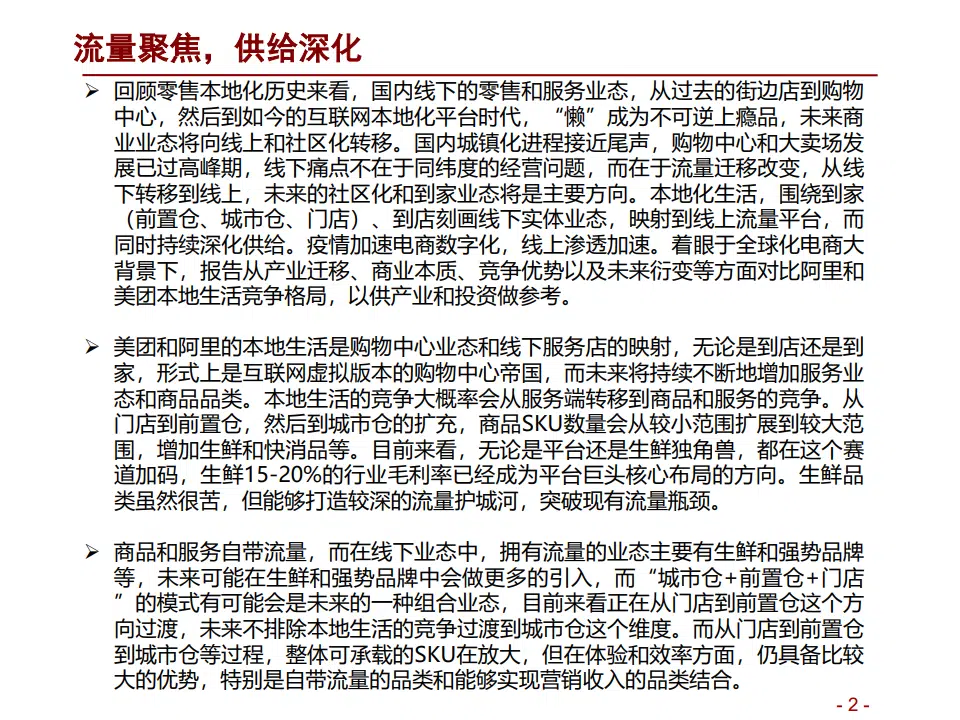 流量聚焦，供给深化
➢ 回顾零售本地化历史来看，国内线下的零售和服务业态，从过去的街边店到购物
中心，然后到如今的互联网本地化平台时代，“懒”成为不可逆上瘾品，未来商
业业态将向线上和社区化转移。国内城镇化进程接近尾声，购物中心和大卖场发
展已过高峰期，线下痛点不在于同纬度的经营问题，而在于流量迁移改变，从线
下转移到线上，未来的社区化和到家业态将是主要方向。本地化生活，围绕到家
（前置仓、城市仓、门店）、到店刻画线下实体业态，映射到线上流量平台，而
同时持续深化供给。疫情加速电商数字化，线上渗透加速。着眼于全球化电商大
背景下，报告从产业迁移、商业本质、竞争优势以及未来衍变等方面对比阿里和
美团本地生活竞争格局，以供产业和投资做参考。
➢ 美团和阿里的本地生活是购物中心业态和线下服务店的映射，无论是到店还是到
家，形式上是互联网虚拟版本的购物中心帝国，而未来将持续不断地增加服务业
态和商品品类。本地生活的竞争大概率会从服务端转移到商品和服务的竞争。从
门店到前置仓，然后到城市仓的扩充，商品SKU数量会从较小范围扩展到较大范
围，增加生鲜和快消品等。目前来看，无论是平台还是生鲜独角兽，都在这个赛
道加码，生鲜15-20%的行业毛利率已经成为平台巨头核心布局的方向。生鲜品
类虽然很苦，但能够打造较深的流量护城河，突破现有流量瓶颈。
➢ 商品和服务自带流量，而在线下业态中，拥有流量的业态主要有生鲜和强势品牌
等，未来可能在生鲜和强势品牌中会做更多的引入，而“城市仓+前置仓+门店
”的模式有可能会是未来的一种组合业态，目前来看正在从门店到前置仓这个方
向过渡，未来不排除本地生活的竞争过渡到城市仓这个维度。而从门店到前置仓
到城市仓等过程，整体可承载的SKU在放大，但在体验和效率方面，仍具备比较
大的优势，特别是自带流量的品类和能够实现营销收入的品类结合。
- 2 -